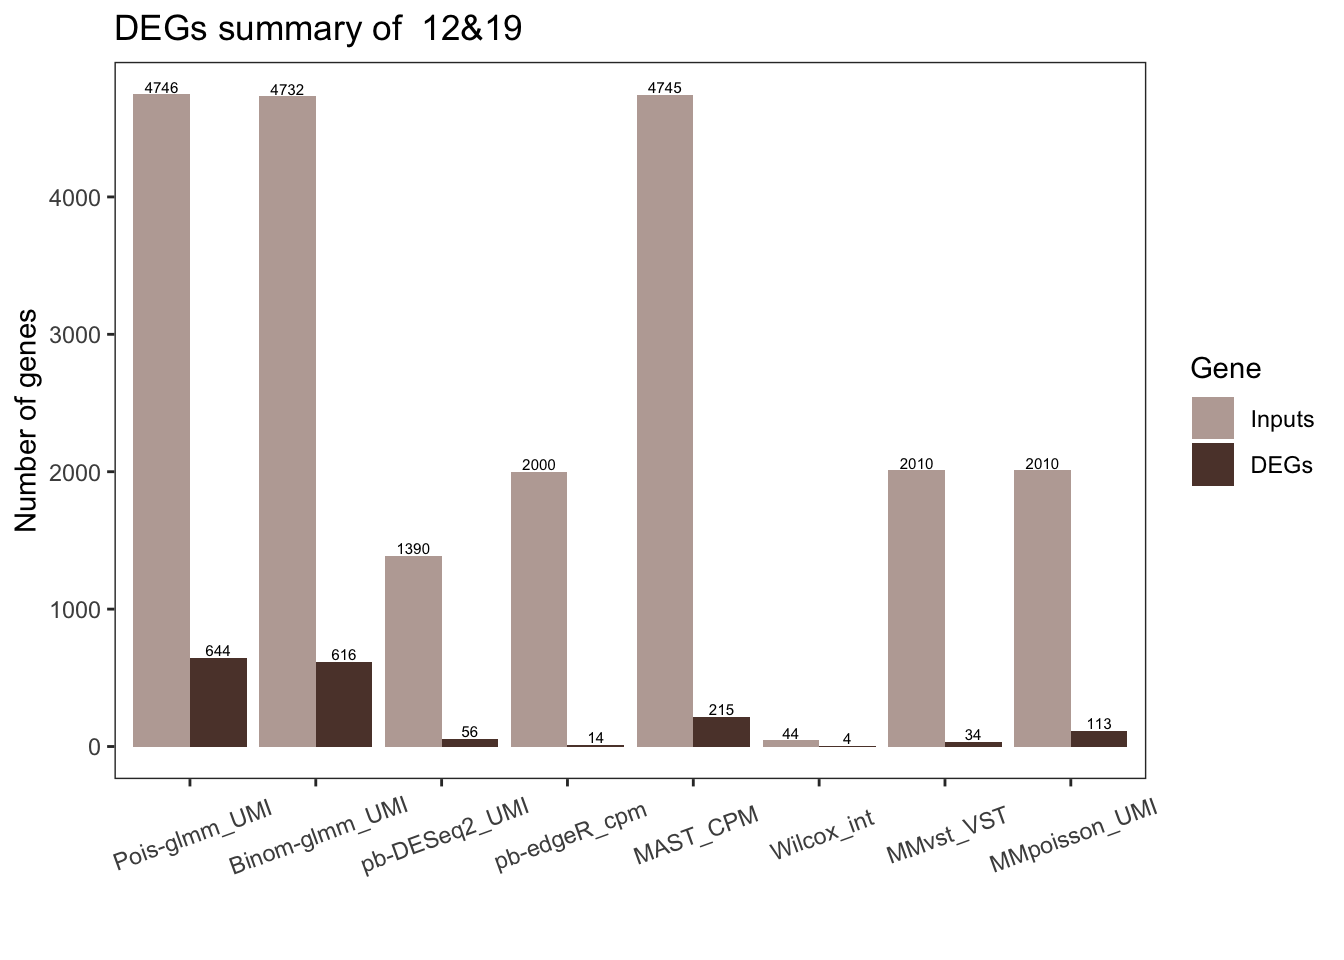 DEGs summary of  12&19
Number of genes
4000
3000
2000
1000
0
4746
644
4732
616
1390
56
2000
14
4745
215
44
4
2010
34
2010
113
Pois-glmm_UMI
Binom-glmm_UMI
pb-DESeq2_UMI
pb-edgeR_cpm
MAST_CPM
Wilcox_int
MMvst_VST
MMpoisson_UMI
Gene
Inputs
DEGs